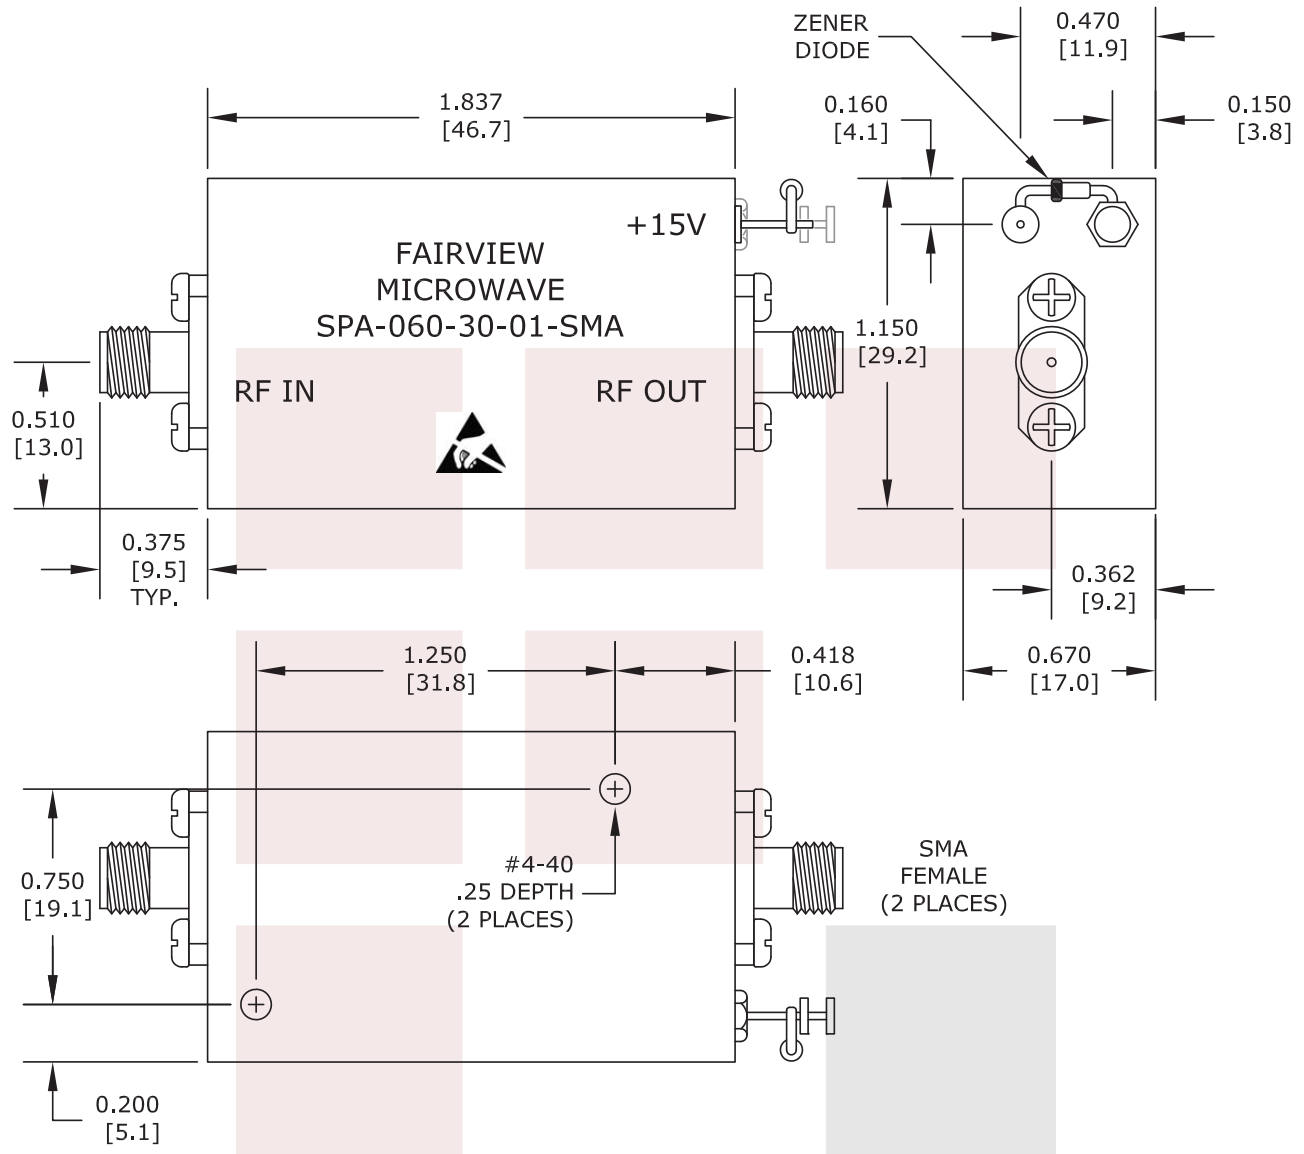 ZENER
DIODE
0.470
[11.9]
0.160
[4.1]
0.150
[3.8]
1.837
[46.7]
+15V
FAIRVIEW
MICROWAVE
SPA-060-30-01-SMA
RF IN
RF OUT
0.510
[13.0]
1.150
[29.2]
0.375
[9.5]
TYP.
0.362
[9.2]
1.250
[31.8]
0.418
[10.6]
0.670
[17.0]
#4-40
.25 DEPTH
(2 PLACES)
SMA
FEMALE
(2 PLACES)
0.750
[19.1]
0.200
[5.1]